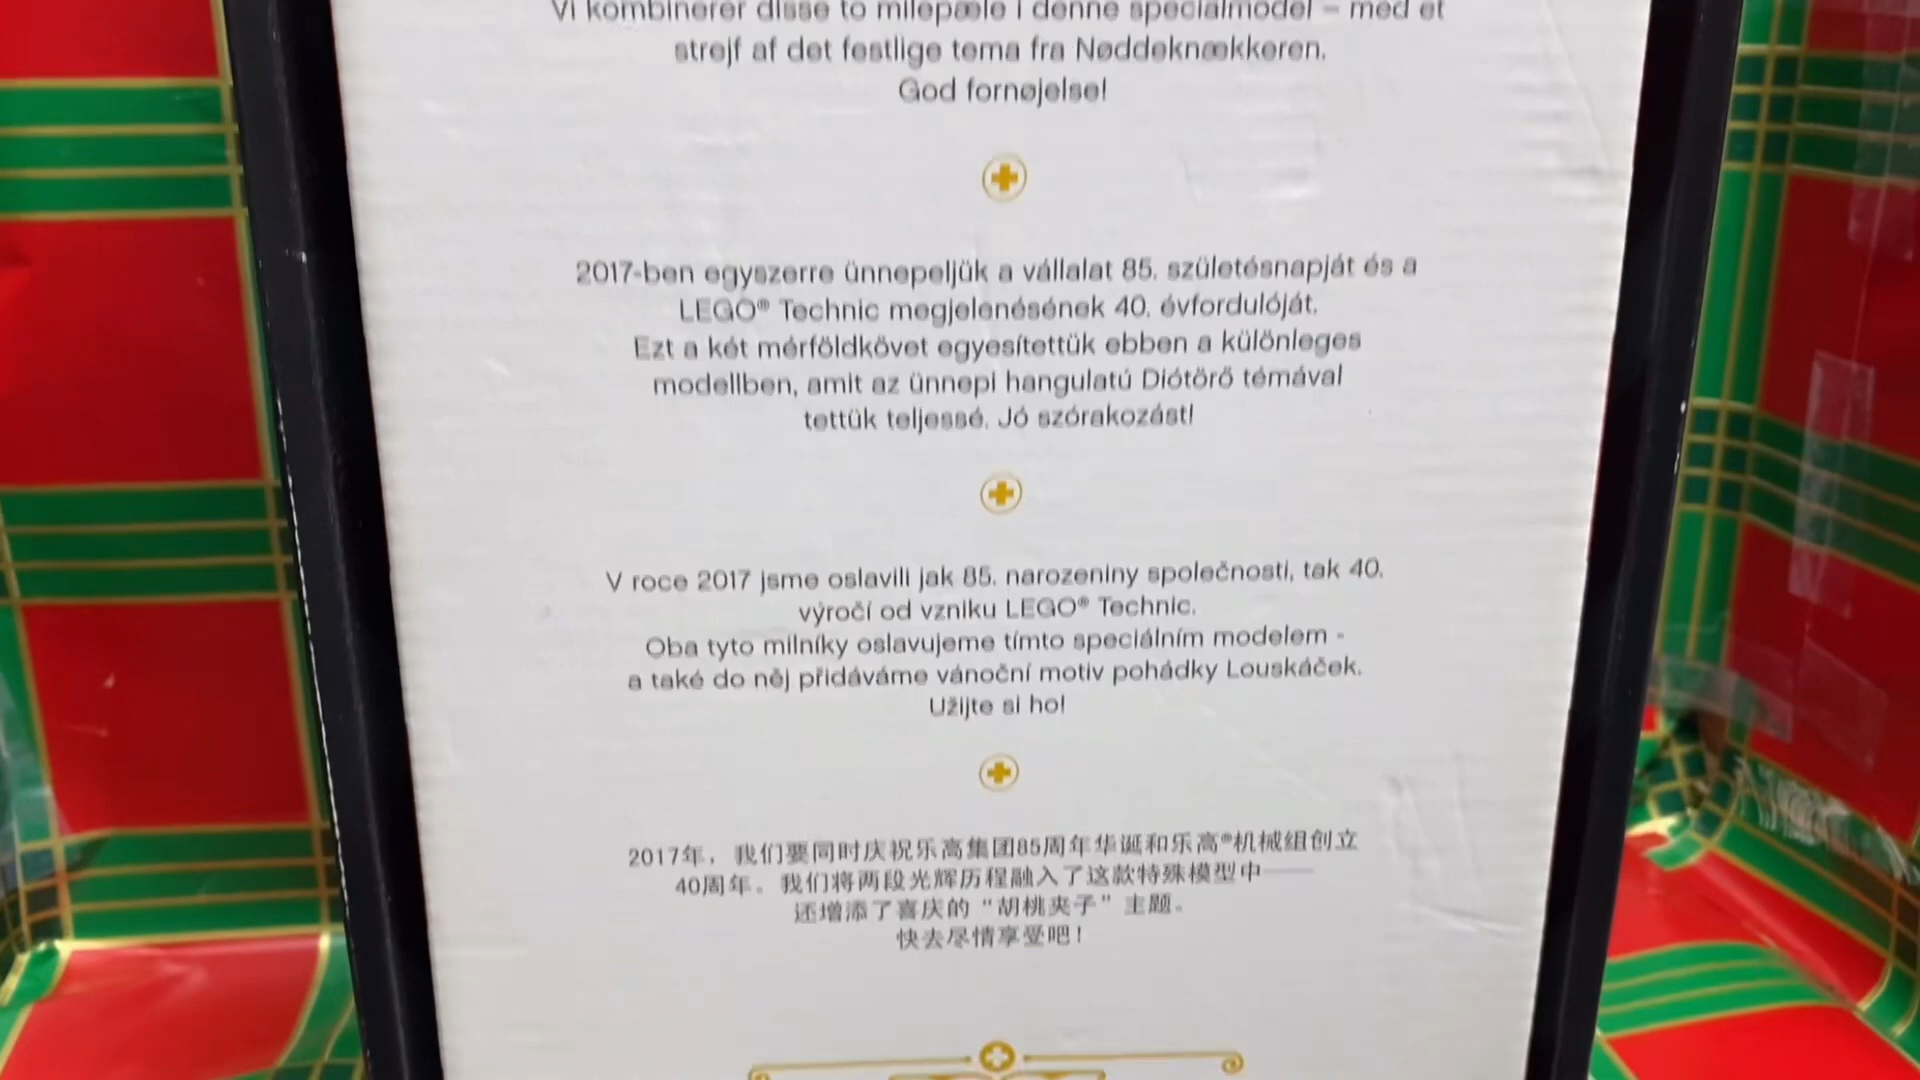 Vi kombinerer disse to milepæle i denne specialmodel – med et
strejf af det festlige tema fra Nøddeknækkeren.
God fornøjelse!
2017-ben egyszerre ünnepeljük a vállalat 85. születésnapját és a
LEGO® Technic megjelenésének 40. évfordulóját.
Ezt a két mérföldkövet egyesítettük ebben a különleges
modellben, amit az ünnepi hangulatú Diótörő témával
tettük teljessé. Jó szórakozást!
V roce 2017 jsme oslavili jak 85. narozeniny společnosti, tak 40.
výročí od vzniku LEGO® Technic.
Oba tyto milníky oslavujeme tímto speciálním modelem -
a také do něj přidáváme vánoční motiv pohádky Louskáček.
Užijte si ho!
2017年，我们要同时庆祝乐高集团85周年华诞和乐高®机械组创立
40周年。我们将两段光辉历程融入了这款特殊模型中——
还增添了喜庆的“胡桃夹子”主题。
快去尽情享受吧！